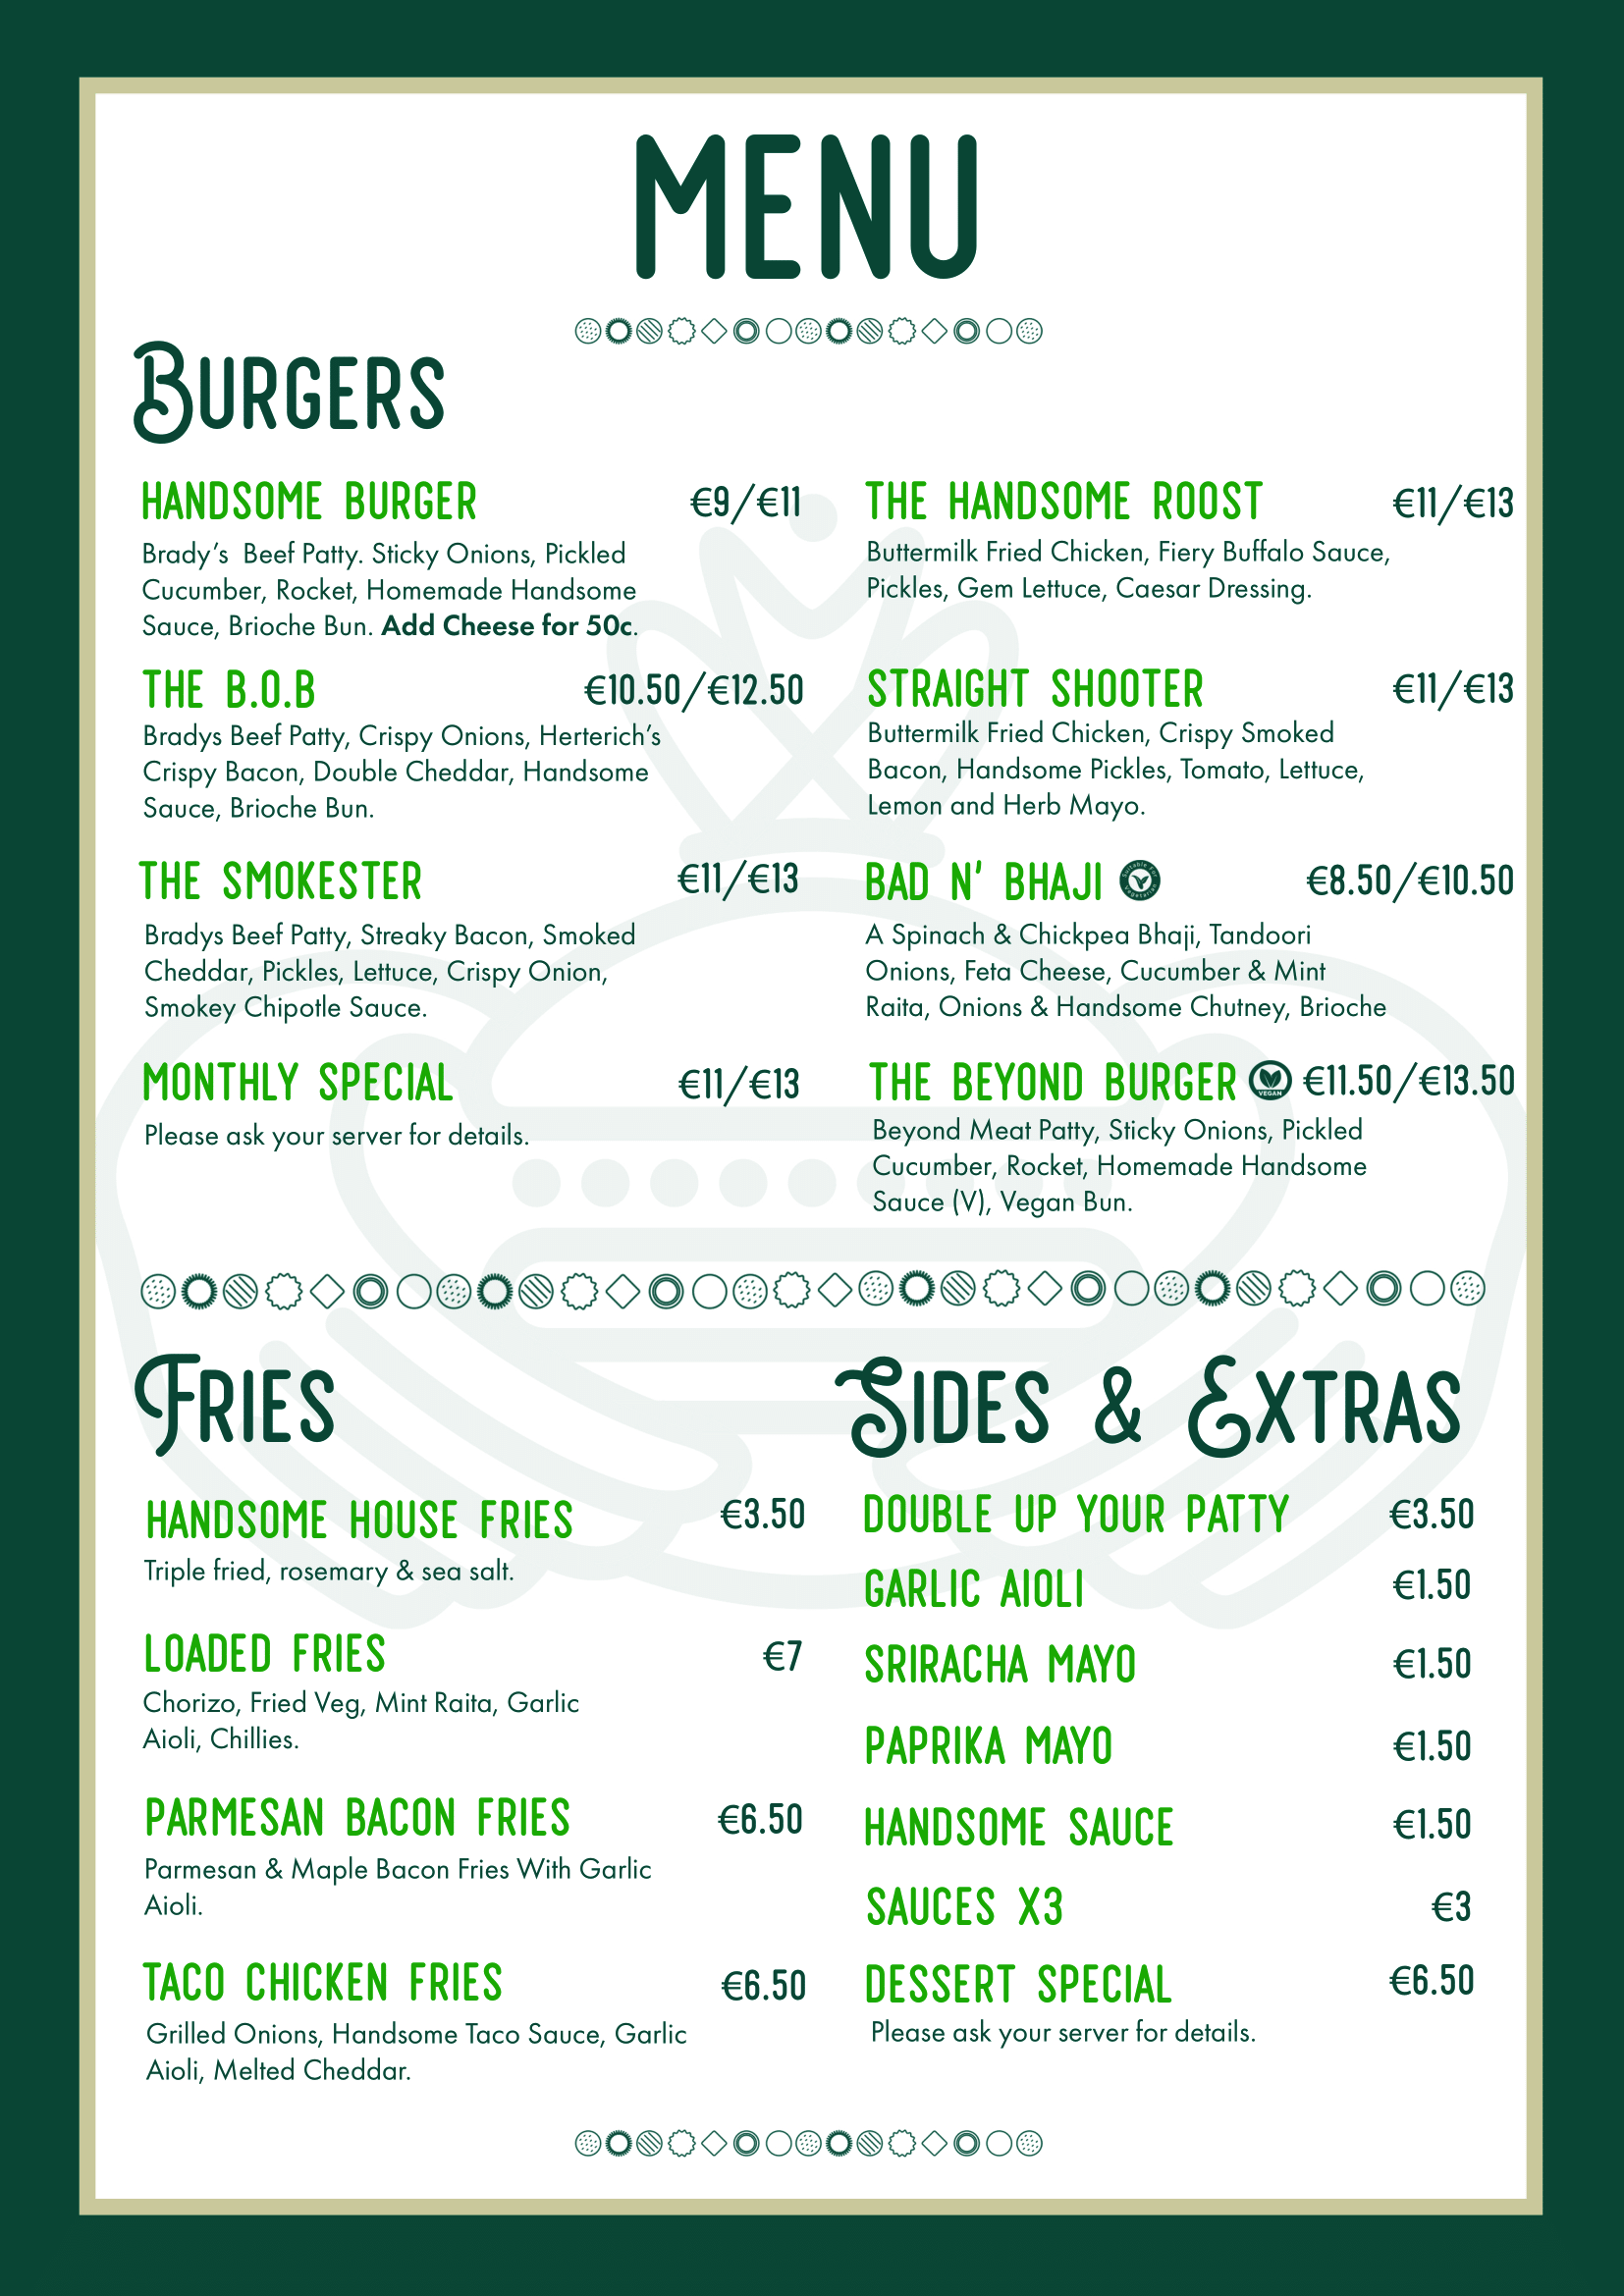 MENU
BURGERS
HANDSOME BURGER €9/€11
Brady's Beef Patty. Sticky Onions, Pickled
Cucumber, Rocket, Homemade Handsome
Sauce, Brioche Bun. Add Cheese for 50c.
THE B.O.B €10.50/€12.50
Bradys Beef Patty, Crispy Onions, Herterich's
Crispy Bacon, Double Cheddar, Handsome
Sauce, Brioche Bun.
THE SMOKESTER €11/€13
Bradys Beef Patty, Streaky Bacon, Smoked
Cheddar, Pickles, Lettuce, Crispy Onion,
Smokey Chipotle Sauce.
MONTHLY SPECIAL €11/€13
Please ask your server for details.
THE HANDSOME ROOST €11/€13
Buttermilk Fried Chicken, Fiery Buffalo Sauce,
Pickles, Gem Lettuce, Caesar Dressing.
STRAIGHT SHOOTER €11/€13
Buttermilk Fried Chicken, Crispy Smoked
Bacon, Handsome Pickles, Tomato, Lettuce,
Lemon and Herb Mayo.
BAD N' BHAJI Suitable For Vegetarians €8.50/€10.50
A Spinach & Chickpea Bhaji, Tandoori
Onions, Feta Cheese, Cucumber & Mint
Raita, Onions & Handsome Chutney, Brioche
THE BEYOND BURGER VEGAN €11.50/€13.50
Beyond Meat Patty, Sticky Onions, Pickled
Cucumber, Rocket, Homemade Handsome
Sauce (V), Vegan Bun.
FRIES
HANDSOME HOUSE FRIES €3.50
Triple fried, rosemary & sea salt.
LOADED FRIES €7
Chorizo, Fried Veg, Mint Raita, Garlic
Aioli, Chillies.
PARMESAN BACON FRIES €6.50
Parmesan & Maple Bacon Fries With Garlic
Aioli.
TACO CHICKEN FRIES €6.50
Grilled Onions, Handsome Taco Sauce, Garlic
Aioli, Melted Cheddar.
SIDES & EXTRAS
DOUBLE UP YOUR PATTY €3.50
GARLIC AIOLI €1.50
SRIRACHA MAYO €1.50
PAPRIKA MAYO €1.50
HANDSOME SAUCE €1.50
SAUCES X3 €3
DESSERT SPECIAL €6.50
Please ask your server for details.